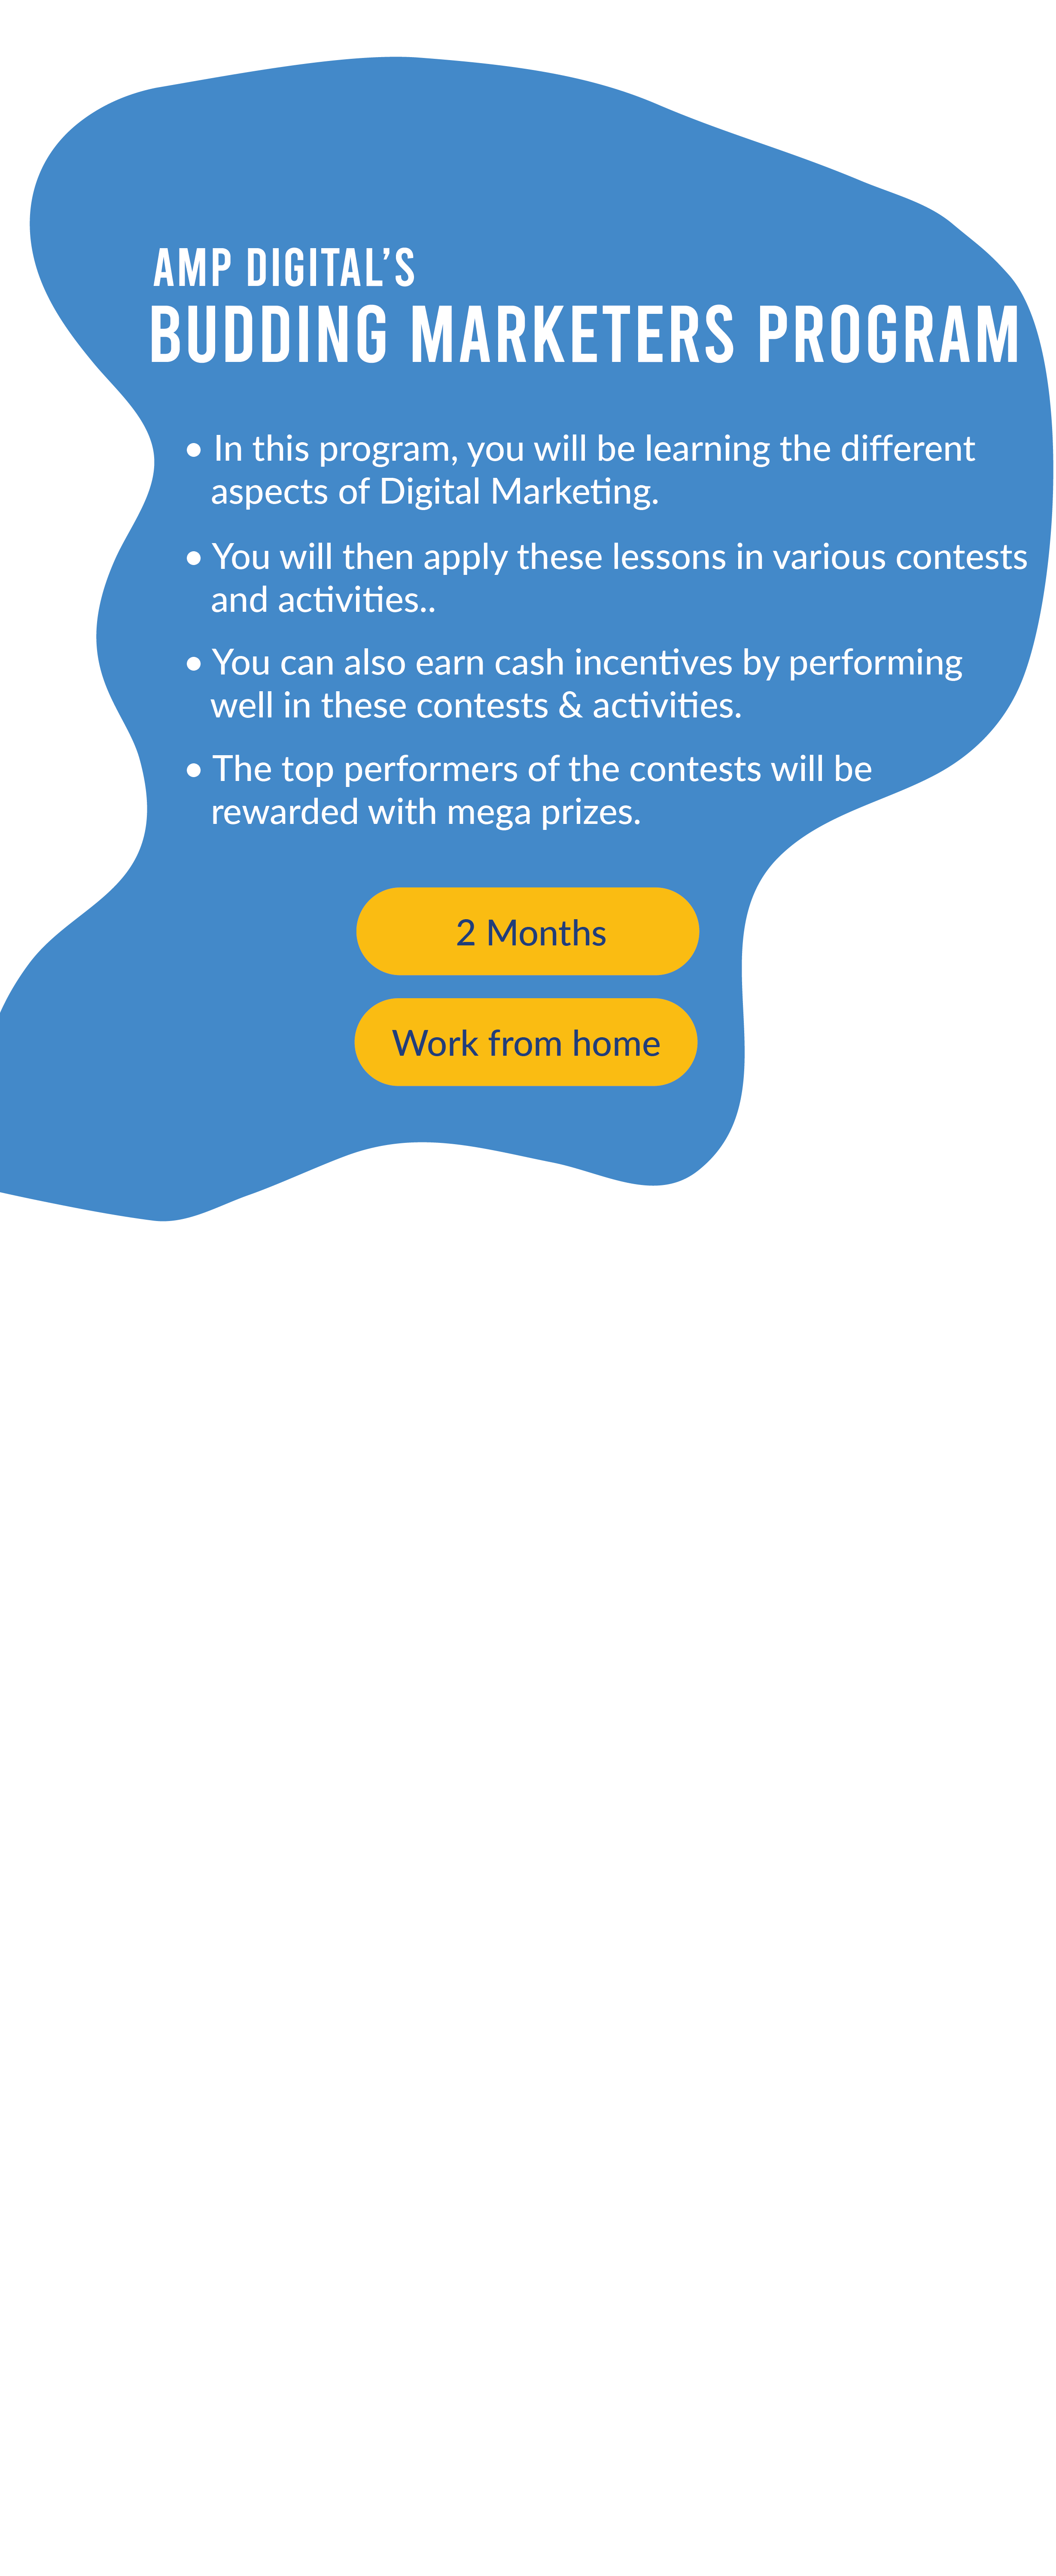 AMP DIGITAL'S
BUDDING MARKETERS PROGRAM
• In this program, you will be learning the different
aspects of Digital Marketing.
• You will then apply these lessons in various contests
and activities..
• You can also earn cash incentives by performing
well in these contests & activities.
• The top performers of the contests will be
rewarded with mega prizes.
2 Months
Work from home